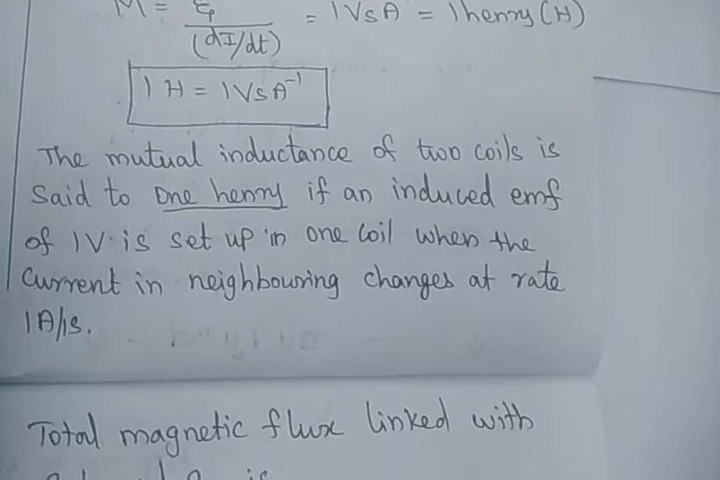 M = ξ / (dI/dt) = 1VSA = 1henry (H)
1 H = 1VSA⁻¹
The mutual inductance of two coils is
said to one henry if an induced emf
of 1V is set up in one coil when the
current in neighbouring changes at rate
1A/1s.
Total magnetic flux linked with
is